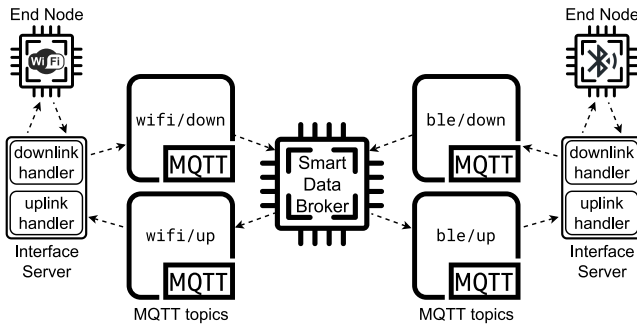 End Node
End Node
Wi Fi
wifi/down
ble/down
MQTT
MQTT
downlink
handler
uplink
handler
Interface
Server
Smart
Data
Broker
downlink
handler
uplink
handler
Interface
Server
wifi/up
ble/up
MQTT
MQTT
MQTT topics
MQTT topics